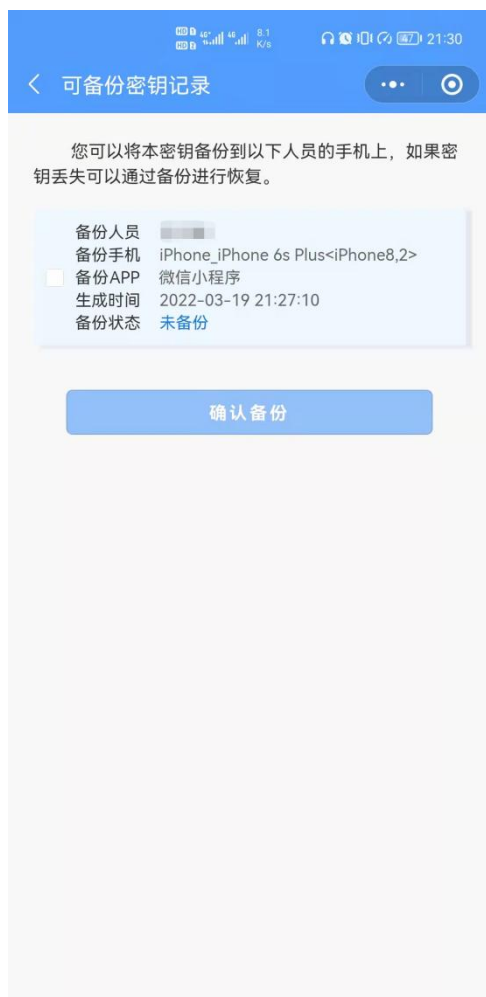 8.1
K/s
87
21:30
可备份密钥记录
您可以将本密钥备份到以下人员的手机上，如果密
钥丢失可以通过备份进行恢复。
备份人员
备份手机 iPhone_iPhone 6s Plus<iPhone8,2>
备份APP 微信小程序
生成时间 2022-03-19 21:27:10
备份状态 未备份
确认备份